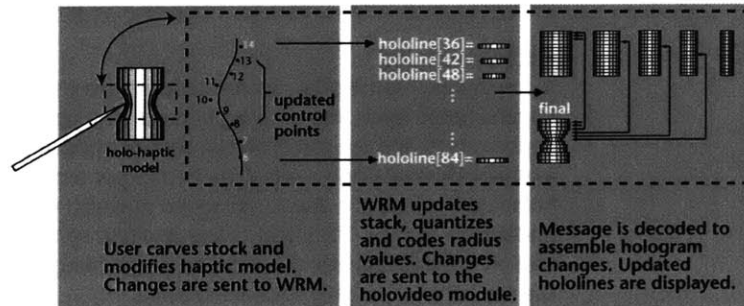 14
13
12
11
10
9
8
7
6
updated
control
points
holo-haptic
model
User carves stock and
modifies haptic model.
Changes are sent to WRM.
hololine[36]=
hololine[42]=
hololine[48]=
hololine[84]=
WRM updates
stack, quantizes
and codes radius
values. Changes
are sent to the
holovideo module.
final
Message is decoded to
assemble hologram
changes. Updated
hololines are displayed.